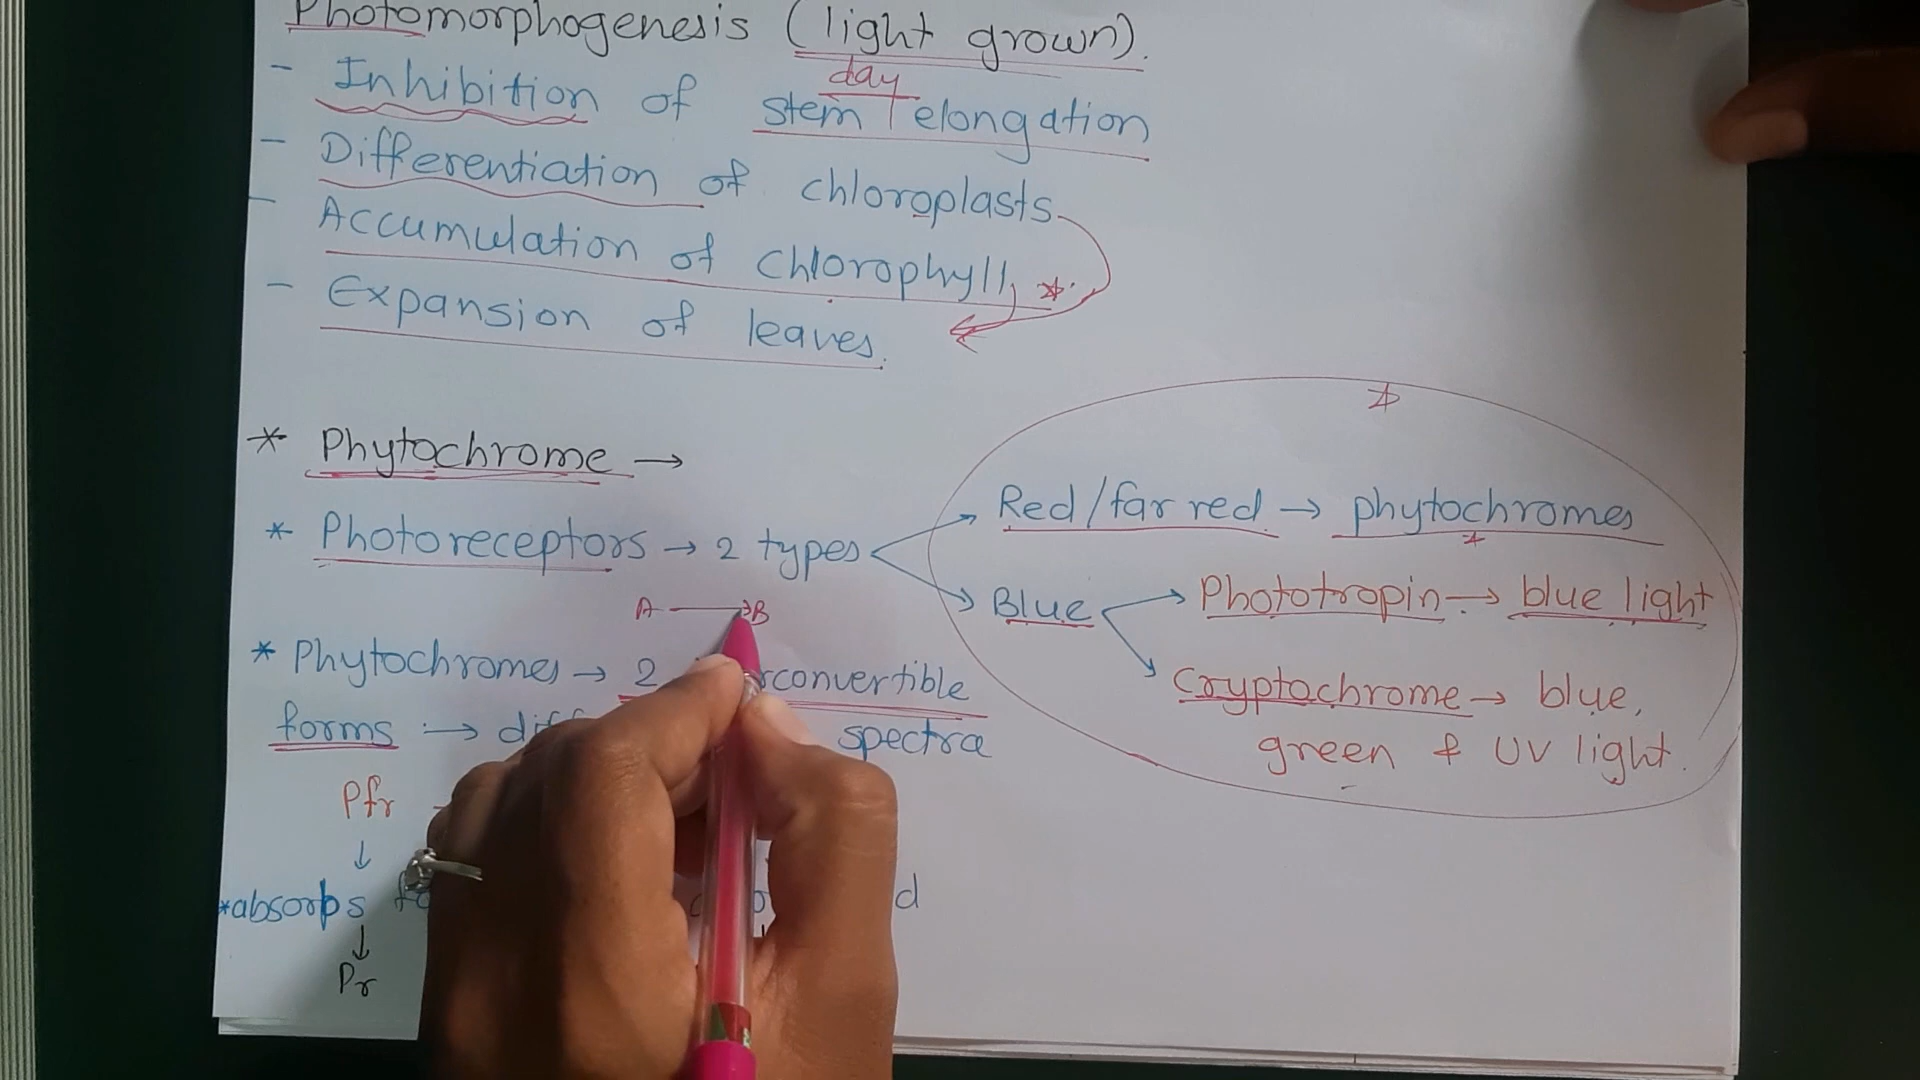 Photomorphogenesis (light grown).
day
- Inhibition of stem elongation
- Differentiation of chloroplasts
- Accumulation of chlorophyll, *
- Expansion of leaves.
* Phytochrome →
* Photoreceptors → 2 types
Red/far red → phytochromes
*
Blue → Phototropin → blue light
Cryptochrome → blue,
green & UV light.
A → B
* Phytochromes → 2 rconvertible
forms → diff spectra
Pfr
↓
*absorbs d
↓
Pr